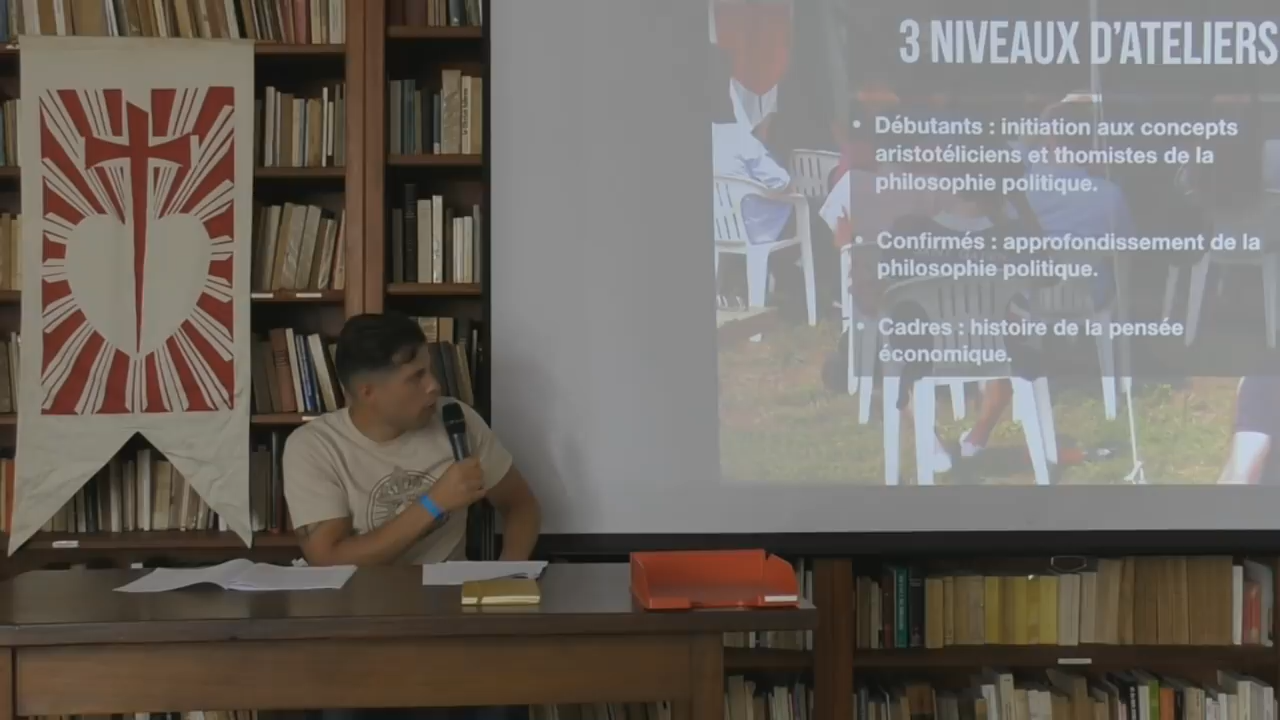 3 NIVEAUX D'ATELIERS
• Débutants : initiation aux concepts
aristotéliciens et thomistes de la
philosophie politique.
• Confirmés : approfondissement de la
philosophie politique.
• Cadres : histoire de la pensée
économique.